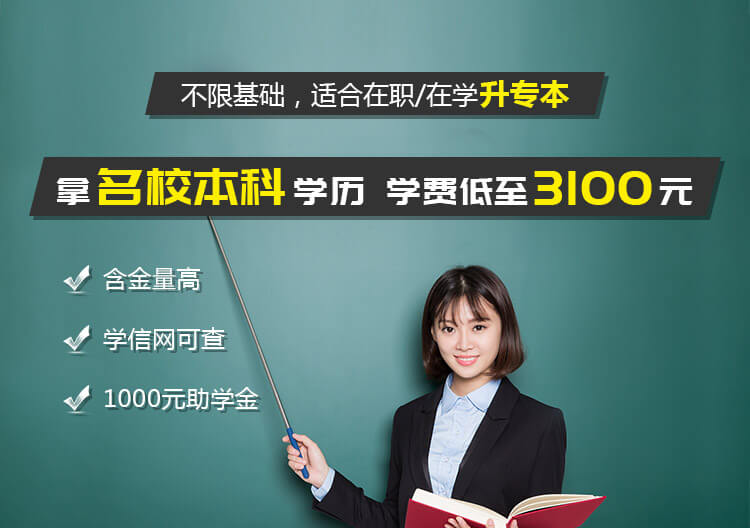 不限基础，适合在职/在学升专本
拿名校本科学历 学费低至3100元
含金量高
学信网可查
1000元助学金